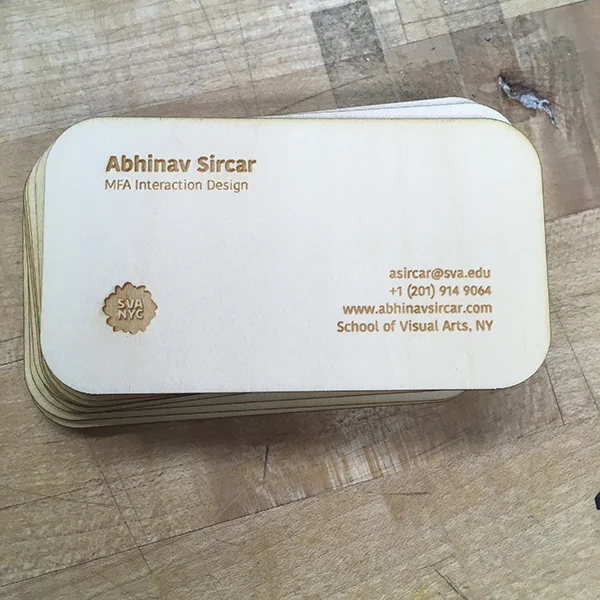 Abhinav Sircar
MFA Interaction Design
SVA
NYC
asircar@sva.edu
+1 (201) 914 9064
www.abhinavsircar.com
School of Visual Arts, NY